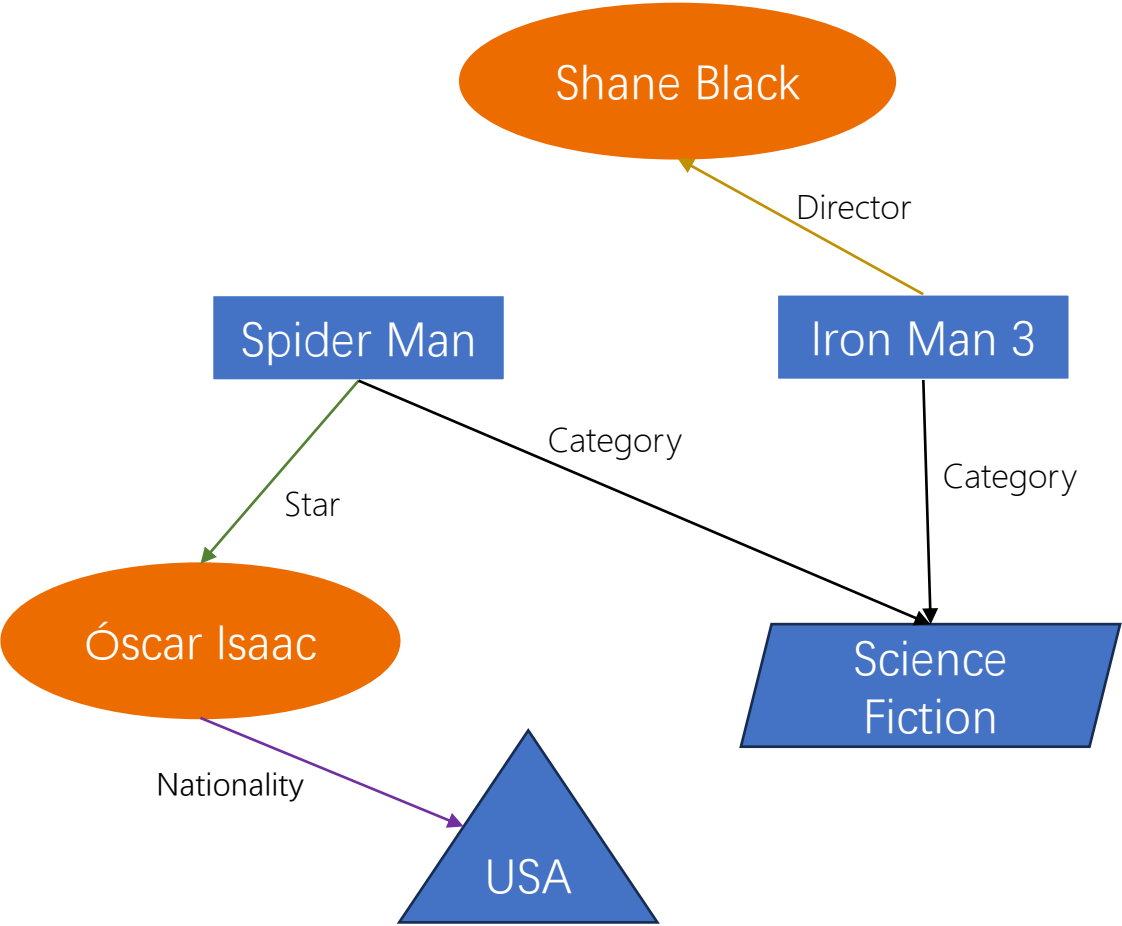 Shane Black
Director
Spider Man
Iron Man 3
Category
Category
Star
Óscar Isaac
Science
Fiction
Nationality
USA